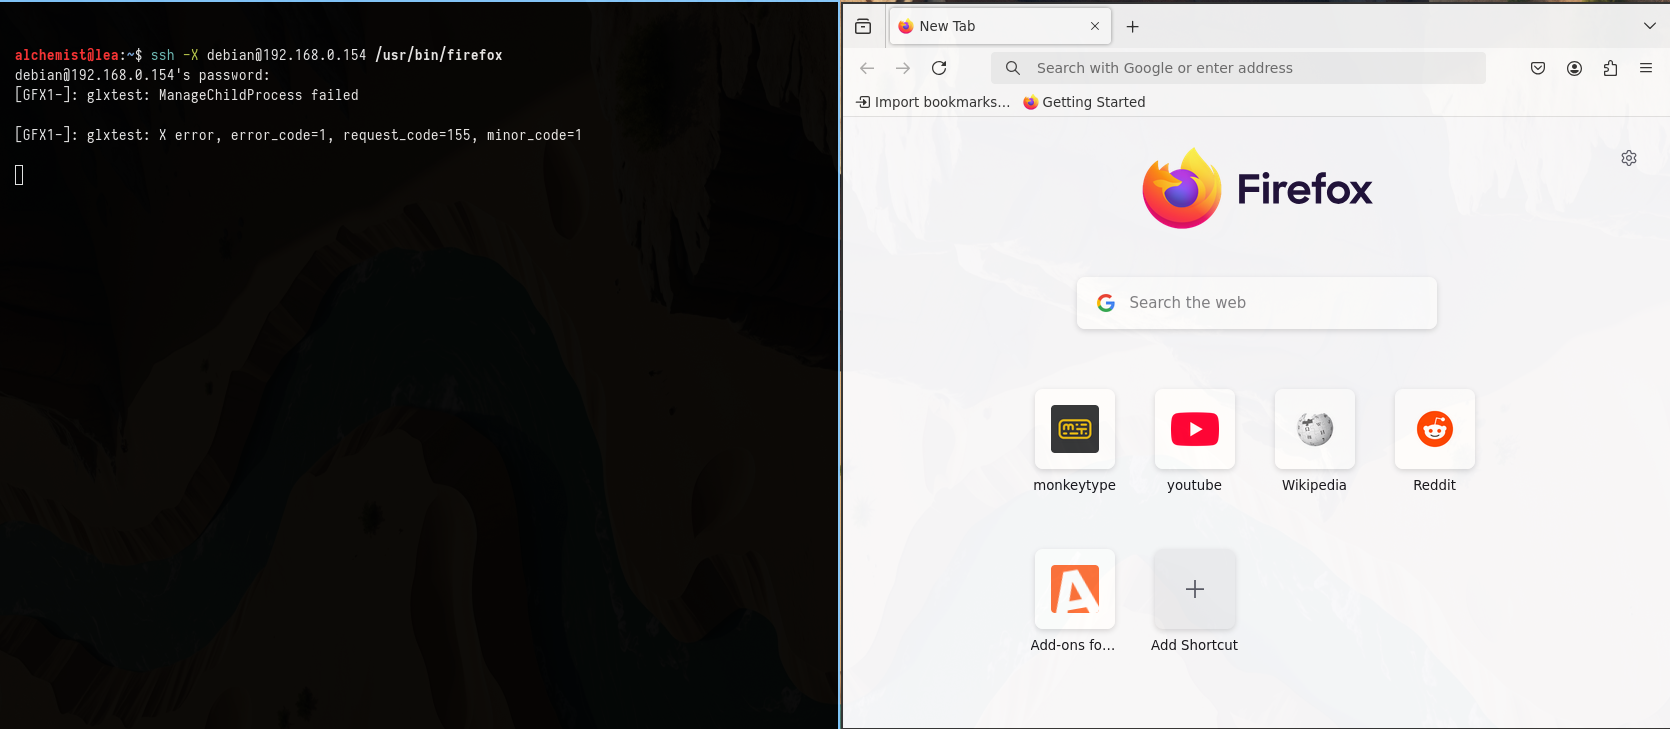 alchemist@lea:~$ ssh -X debian@192.168.0.154 /usr/bin/firefox
debian@192.168.0.154's password:
[GFX1-]: glxtest: ManageChildProcess failed
[GFX1-]: glxtest: X error, error_code=1, request_code=155, minor_code=1
New Tab
Search with Google or enter address
Import bookmarks...
Getting Started
Firefox
Search the web
monkeytype
youtube
Wikipedia
Reddit
Add-ons fo...
Add Shortcut